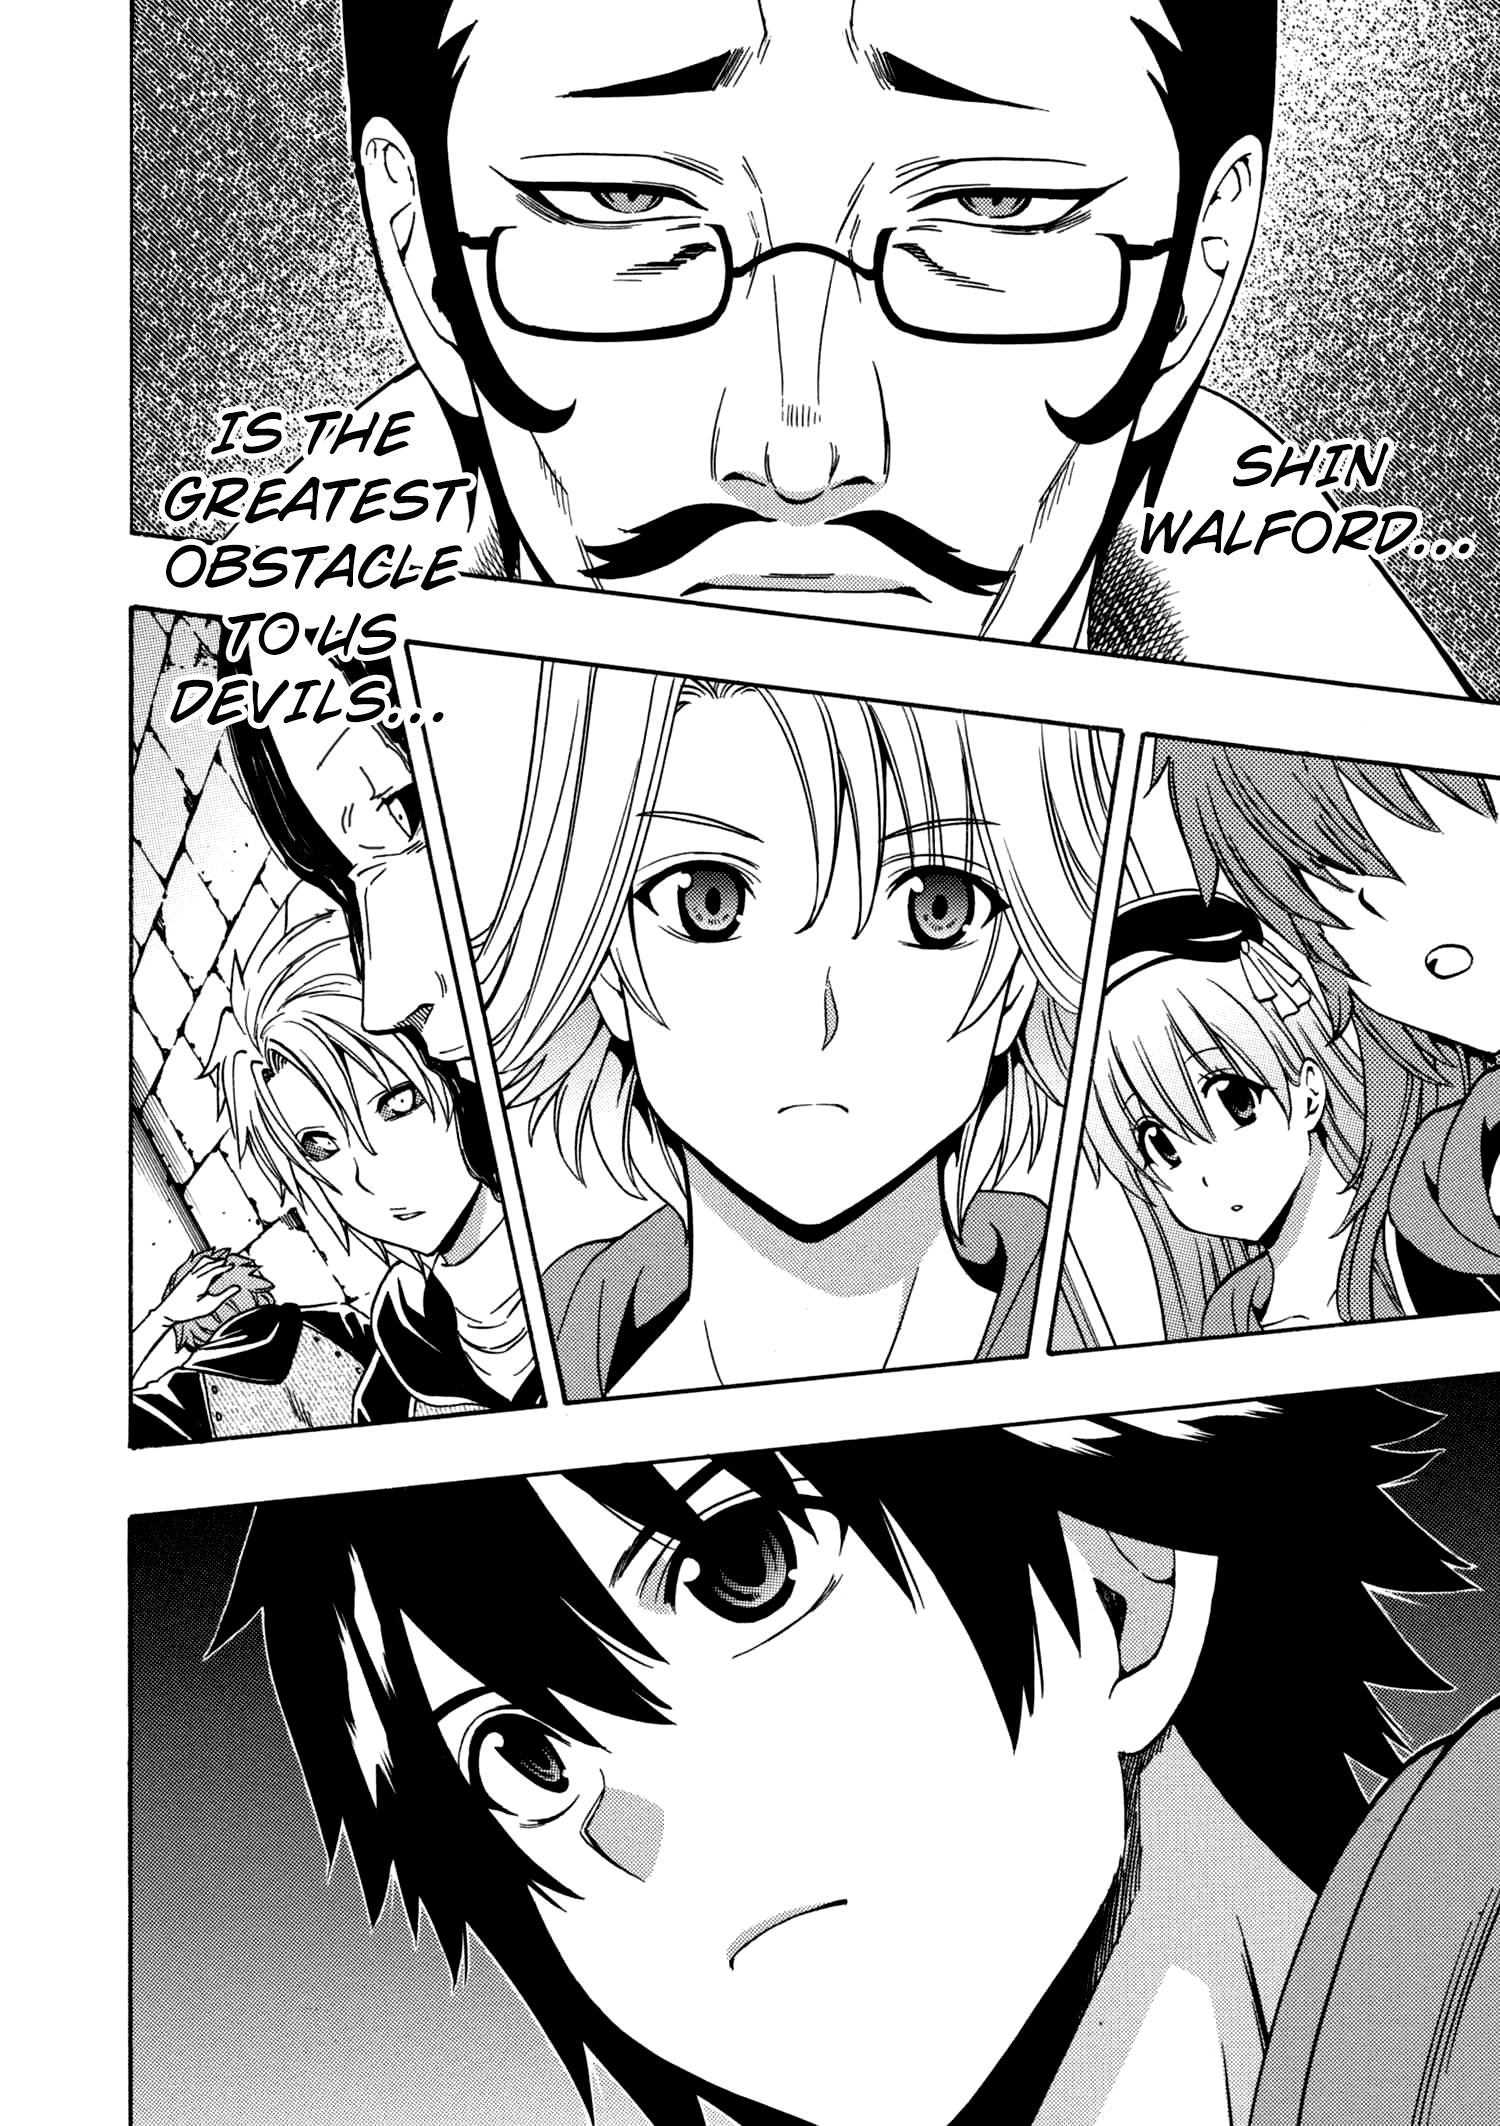 SHIN
WALFORD...
IS THE
GREATEST
OBSTACLE
TO US
DEVILS...